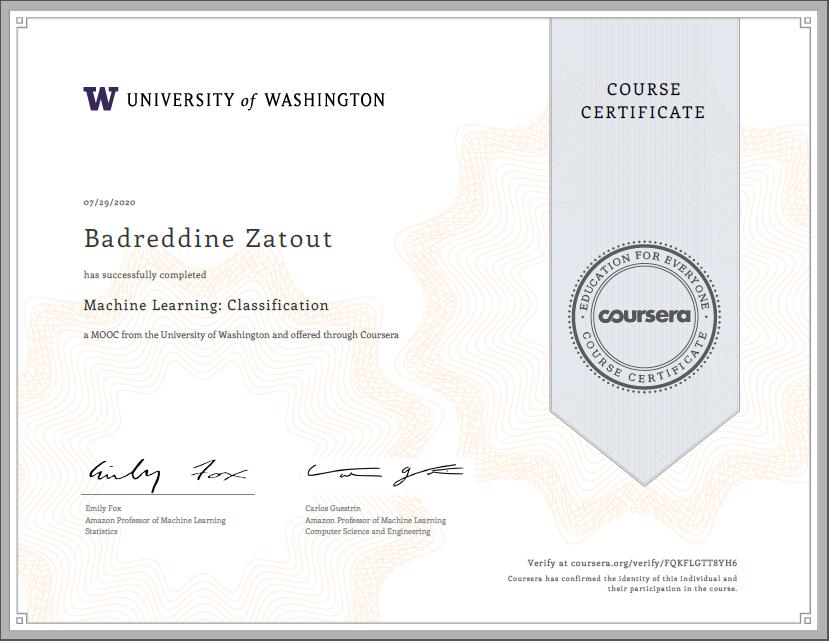 W UNIVERSITY of WASHINGTON
COURSE
CERTIFICATE
07/29/2020
Badreddine Zatout
has successfully completed
Machine Learning: Classification
a MOOC from the University of Washington and offered through Coursera
EDUCATION FOR EVERYONE
coursera
COURSE CERTIFICATE
Emily Fox
Emily Fox
Amazon Professor of Machine Learning
Statistics
Carlos Guestrin
Amazon Professor of Machine Learning
Computer Science and Engineering
Verify at coursera.org/verify/FQKFLGTT8YH6
Coursera has confirmed the identity of this individual and
their participation in the course.